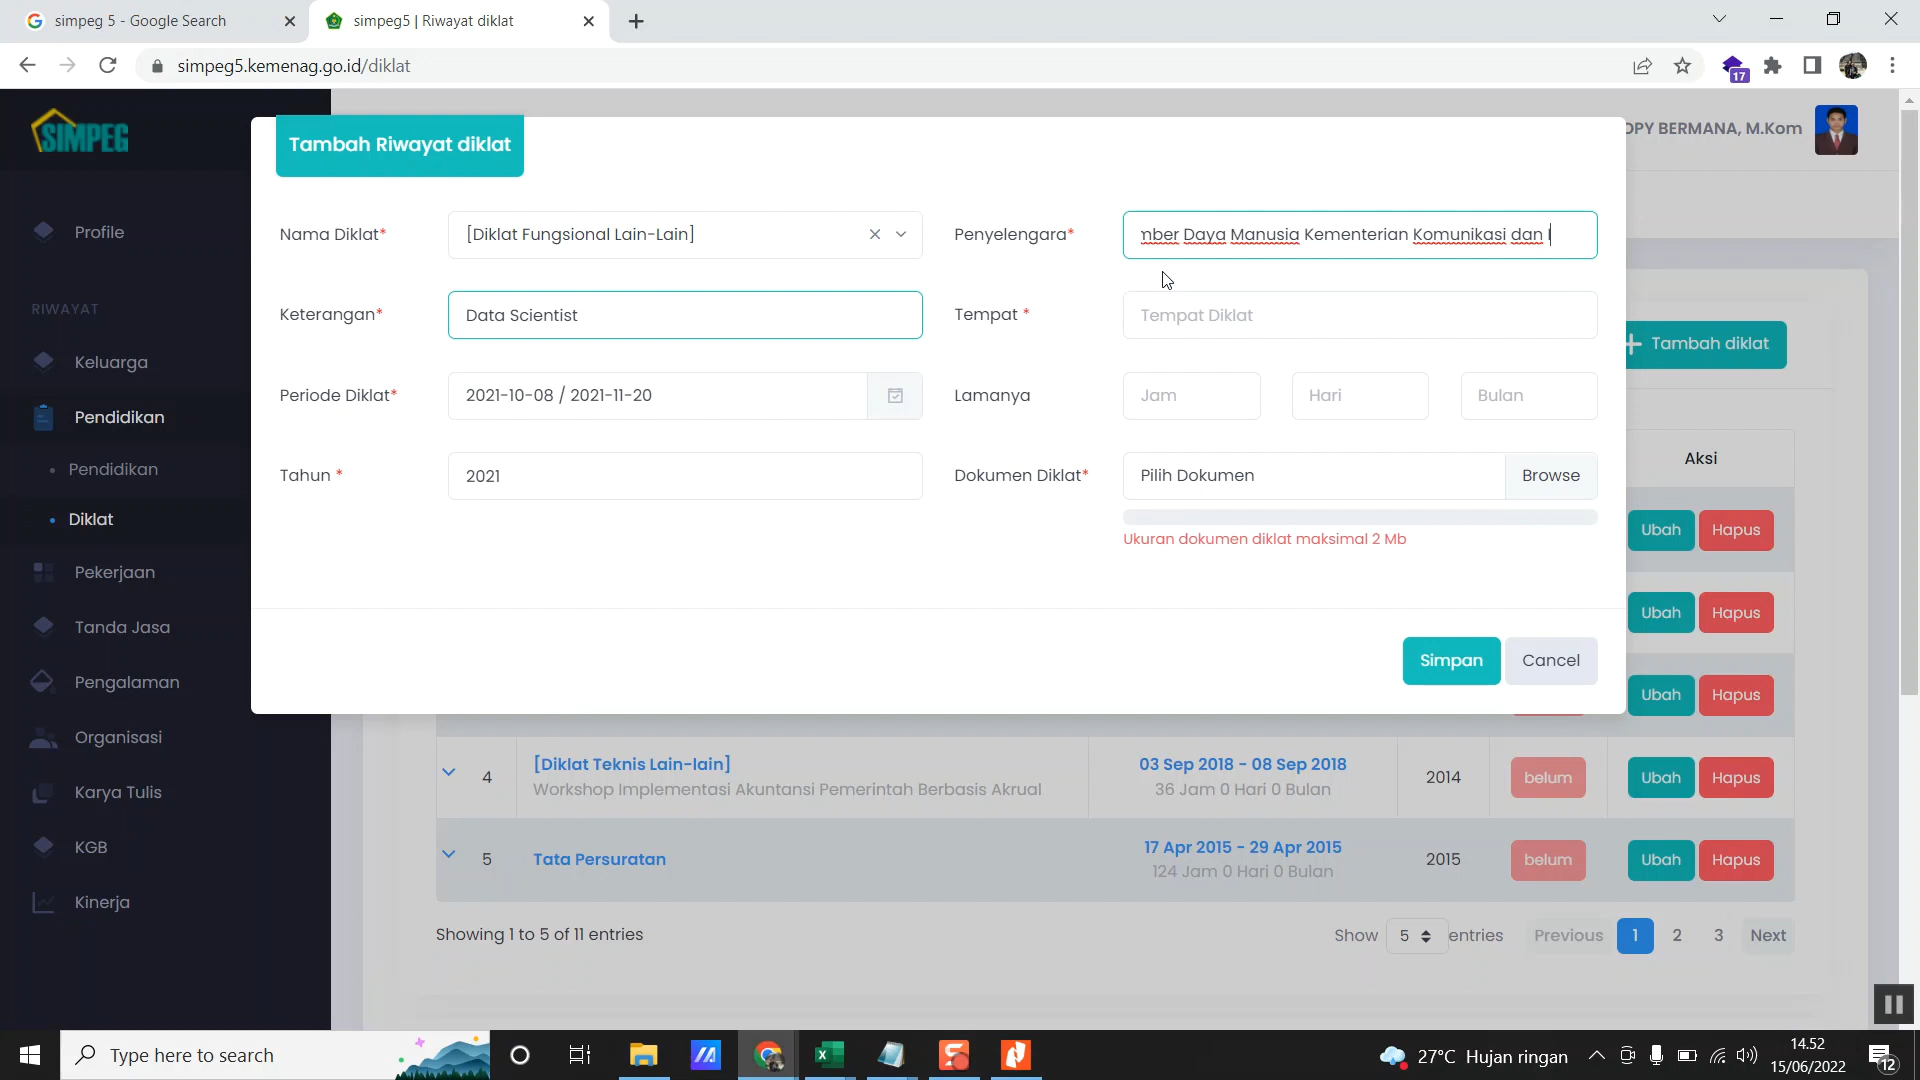 simpeg 5 - Google Search
simpeg5 | Riwayat diklat
simpeg5.kemenag.go.id/diklat
17
SIMPEG
OPY BERMANA, M.Kom
Tambah Riwayat diklat
Profile
Nama Diklat*
[Diklat Fungsional Lain-Lain]
Penyelengara*
mber Daya Manusia Kementerian Komunikasi dan I
RIWAYAT
Keterangan*
Data Scientist
Tempat *
Tempat Diklat
Tambah diklat
Keluarga
Periode Diklat*
2021-10-08 / 2021-11-20
Lamanya
Jam
Hari
Bulan
Pendidikan
Aksi
Pendidikan
Tahun *
2021
Dokumen Diklat*
Pilih Dokumen
Browse
Diklat
Ubah
Hapus
Ukuran dokumen diklat maksimal 2 Mb
Pekerjaan
Ubah
Hapus
Tanda Jasa
Simpan
Cancel
Pengalaman
Ubah
Hapus
Organisasi
4
[Diklat Teknis Lain-lain]
Workshop Implementasi Akuntansi Pemerintah Berbasis Akrual
03 Sep 2018 - 08 Sep 2018
36 Jam 0 Hari 0 Bulan
2014
belum
Ubah
Hapus
Karya Tulis
KGB
5
Tata Persuratan
17 Apr 2015 - 29 Apr 2015
124 Jam 0 Hari 0 Bulan
2015
belum
Ubah
Hapus
Kinerja
Showing 1 to 5 of 11 entries
Show
5
entries
Previous
1
2
3
Next
Type here to search
27°C Hujan ringan
14.52
15/06/2022
12